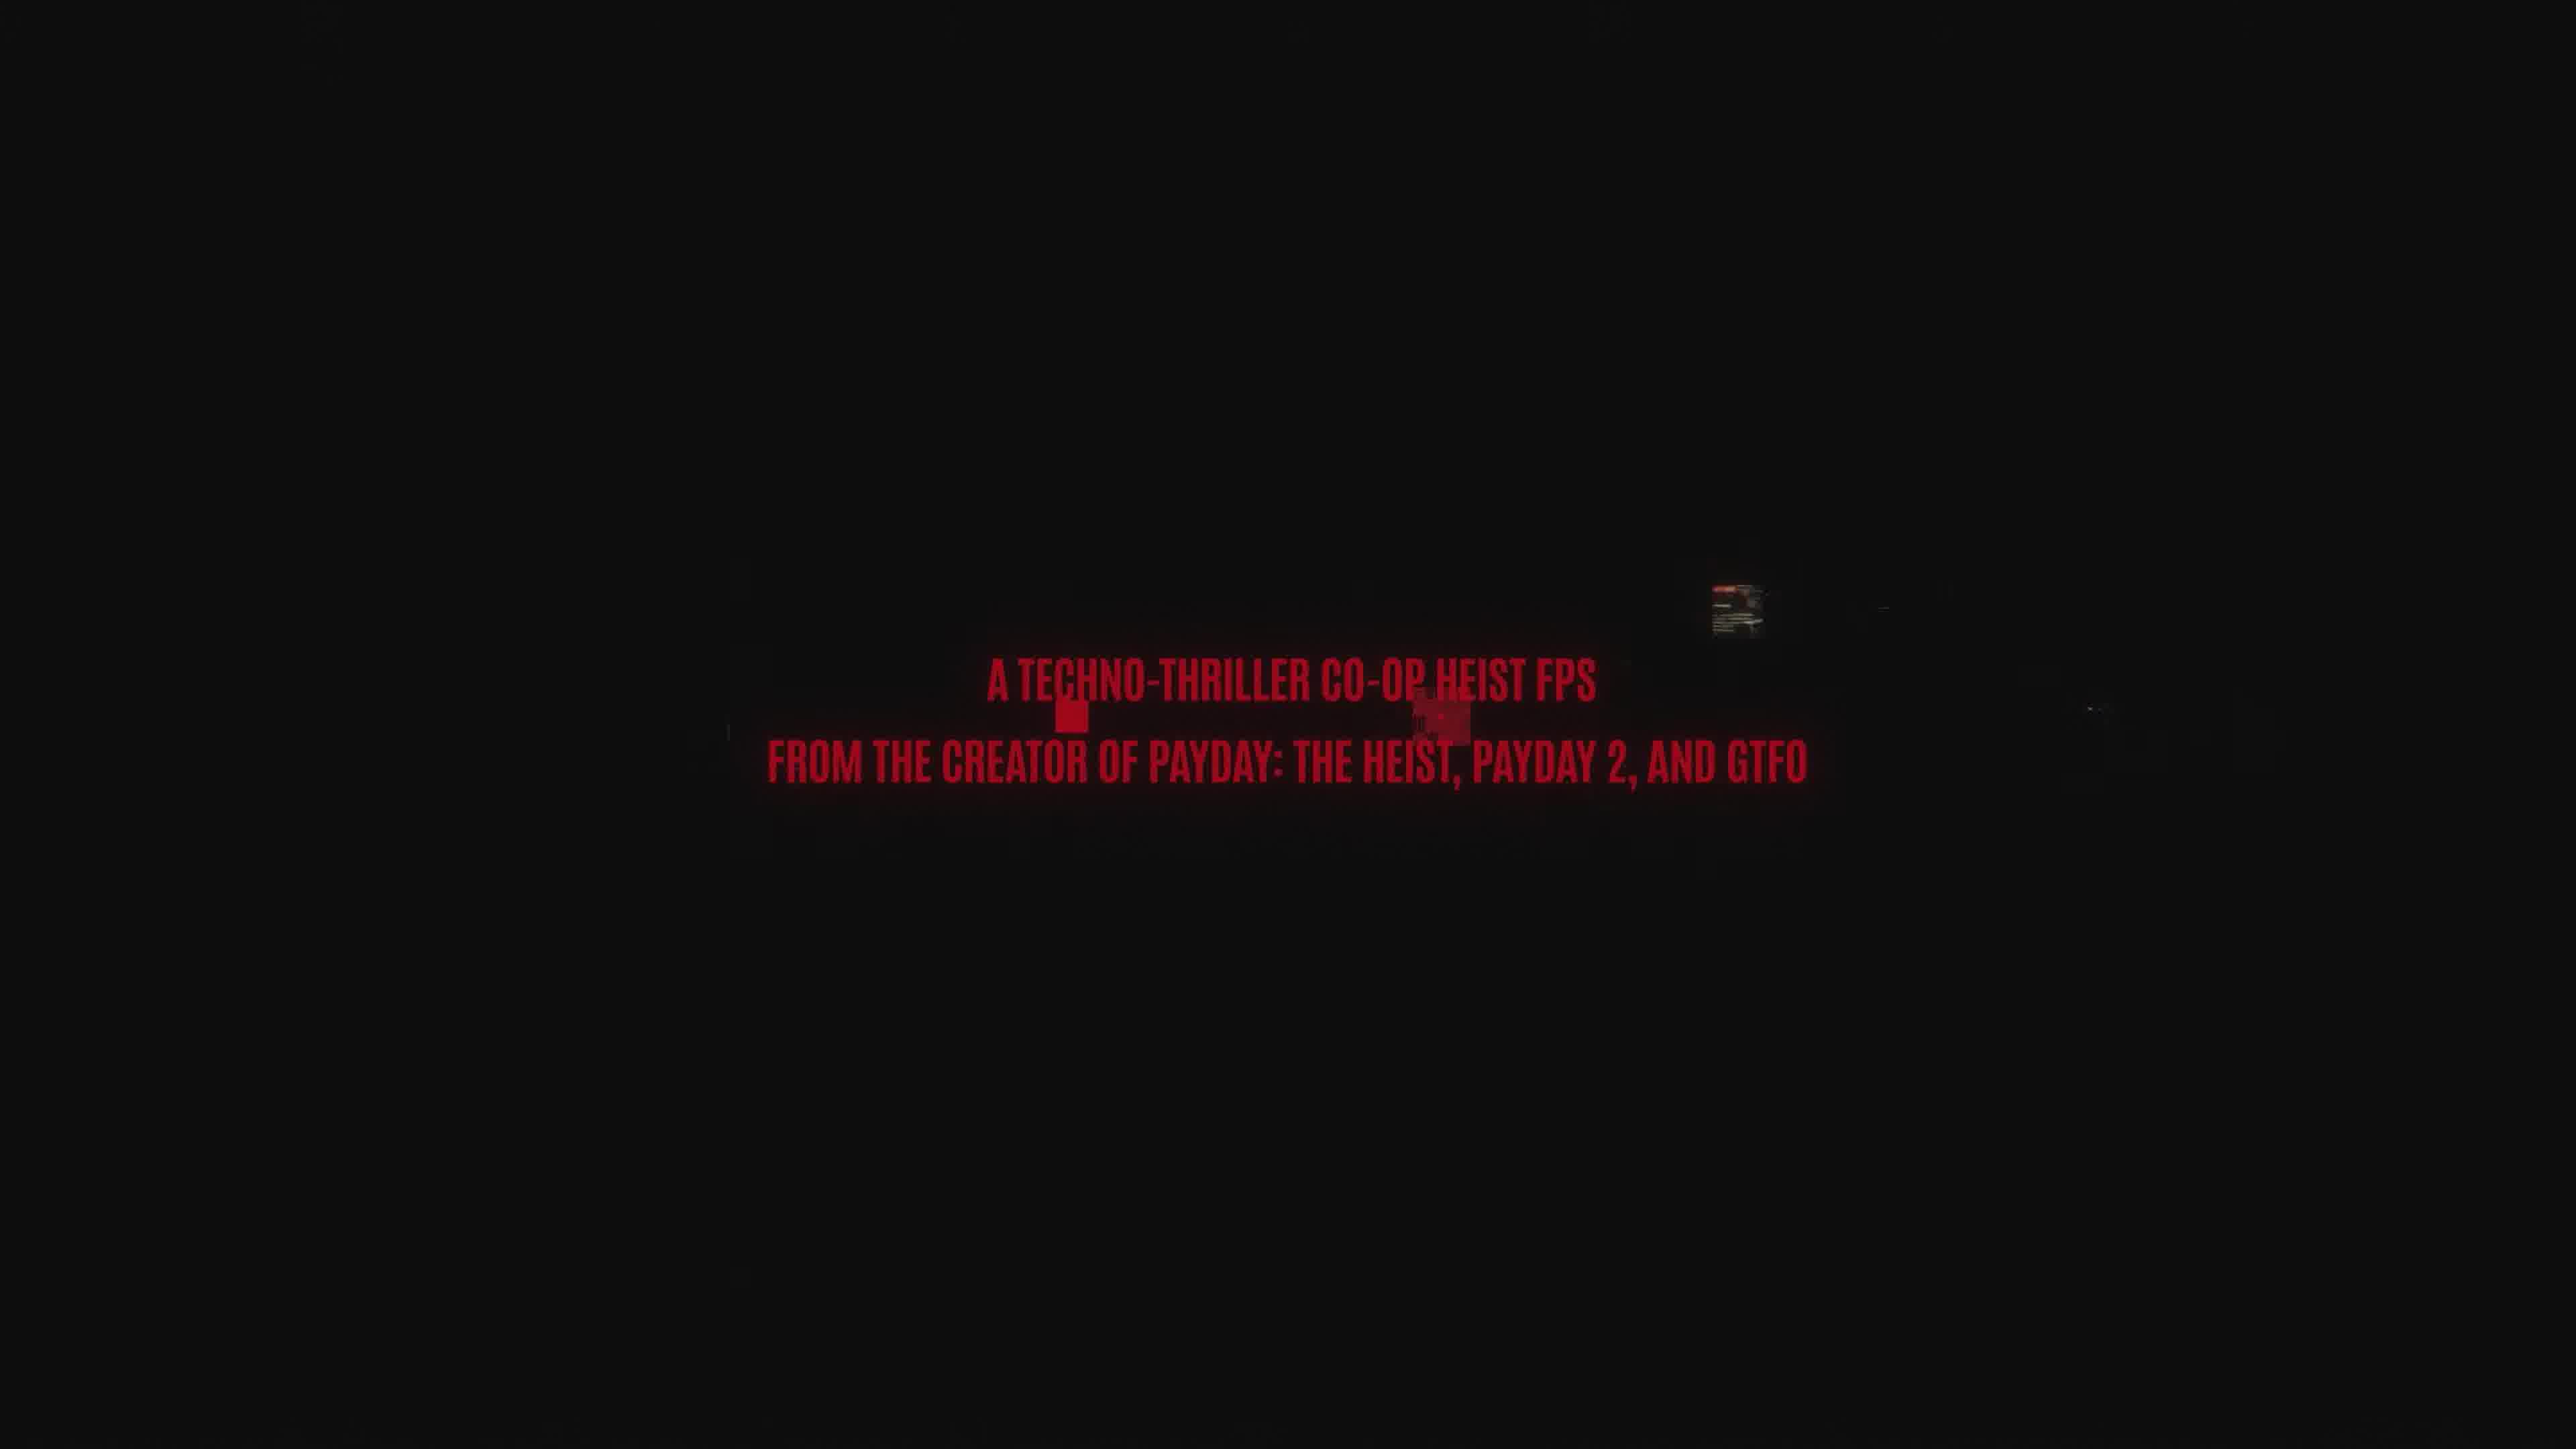 A TECHNO-THRILLER CO-OP HEIST FPS
FROM THE CREATOR OF PAYDAY: THE HEIST, PAYDAY 2, AND GTFO